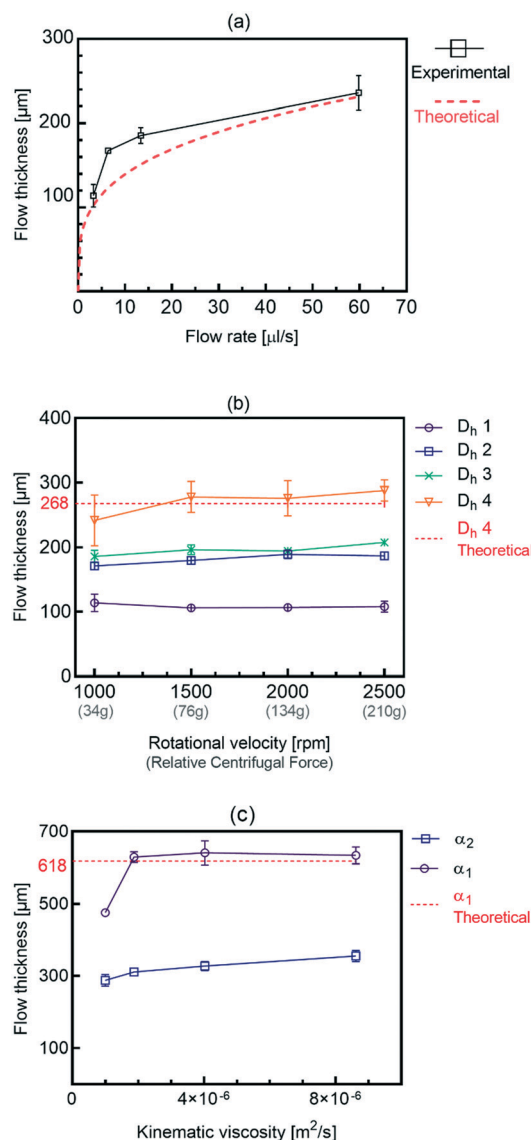 (a)
300
200
100
0
10
20
30
40
50
60
70
Flow thickness [μm]
Flow rate [μl/s]
Experimental
Theoretical
(b)
400
300
268
200
100
0
1000
1500
2000
2500
(34g)
(76g)
(134g)
(210g)
Flow thickness [μm]
Rotational velocity [rpm]
(Relative Centrifugal Force)
Dh 1
Dh 2
Dh 3
Dh 4
Dh 4
Theoretical
(c)
700
618
500
300
100
4×10⁻⁶
8×10⁻⁶
Flow thickness [μm]
Kinematic viscosity [m²/s]
α2
α1
α1
Theoretical